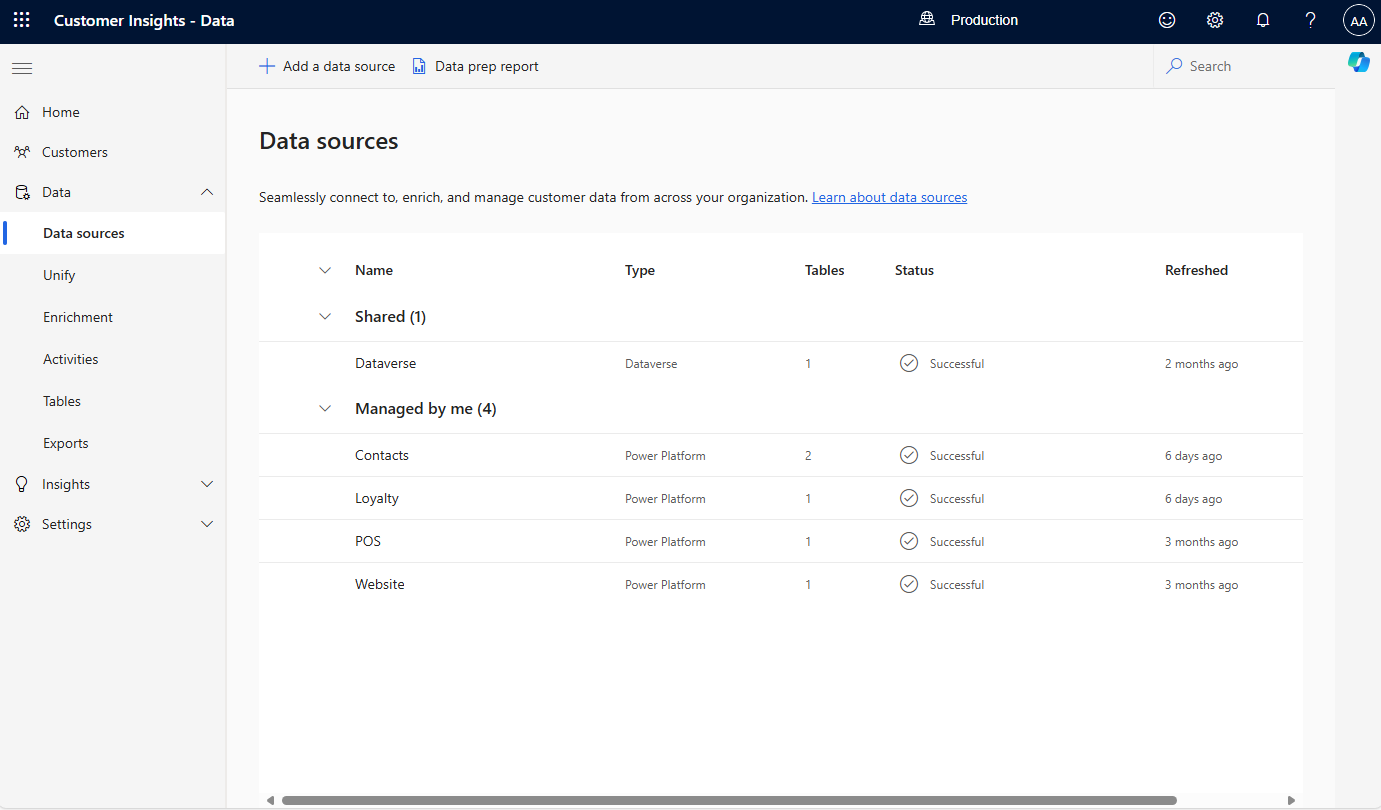 Customer Insights - Data
Production
AA
Add a data source
Data prep report
Search
Home
Customers
Data
Data sources
Unify
Enrichment
Activities
Tables
Exports
Insights
Settings
Data sources
Seamlessly connect to, enrich, and manage customer data from across your organization. Learn about data sources
Name Type Tables Status Refreshed
Shared (1)
Dataverse Dataverse 1 Successful 2 months ago
Managed by me (4)
Contacts Power Platform 2 Successful 6 days ago
Loyalty Power Platform 1 Successful 6 days ago
POS Power Platform 1 Successful 3 months ago
Website Power Platform 1 Successful 3 months ago